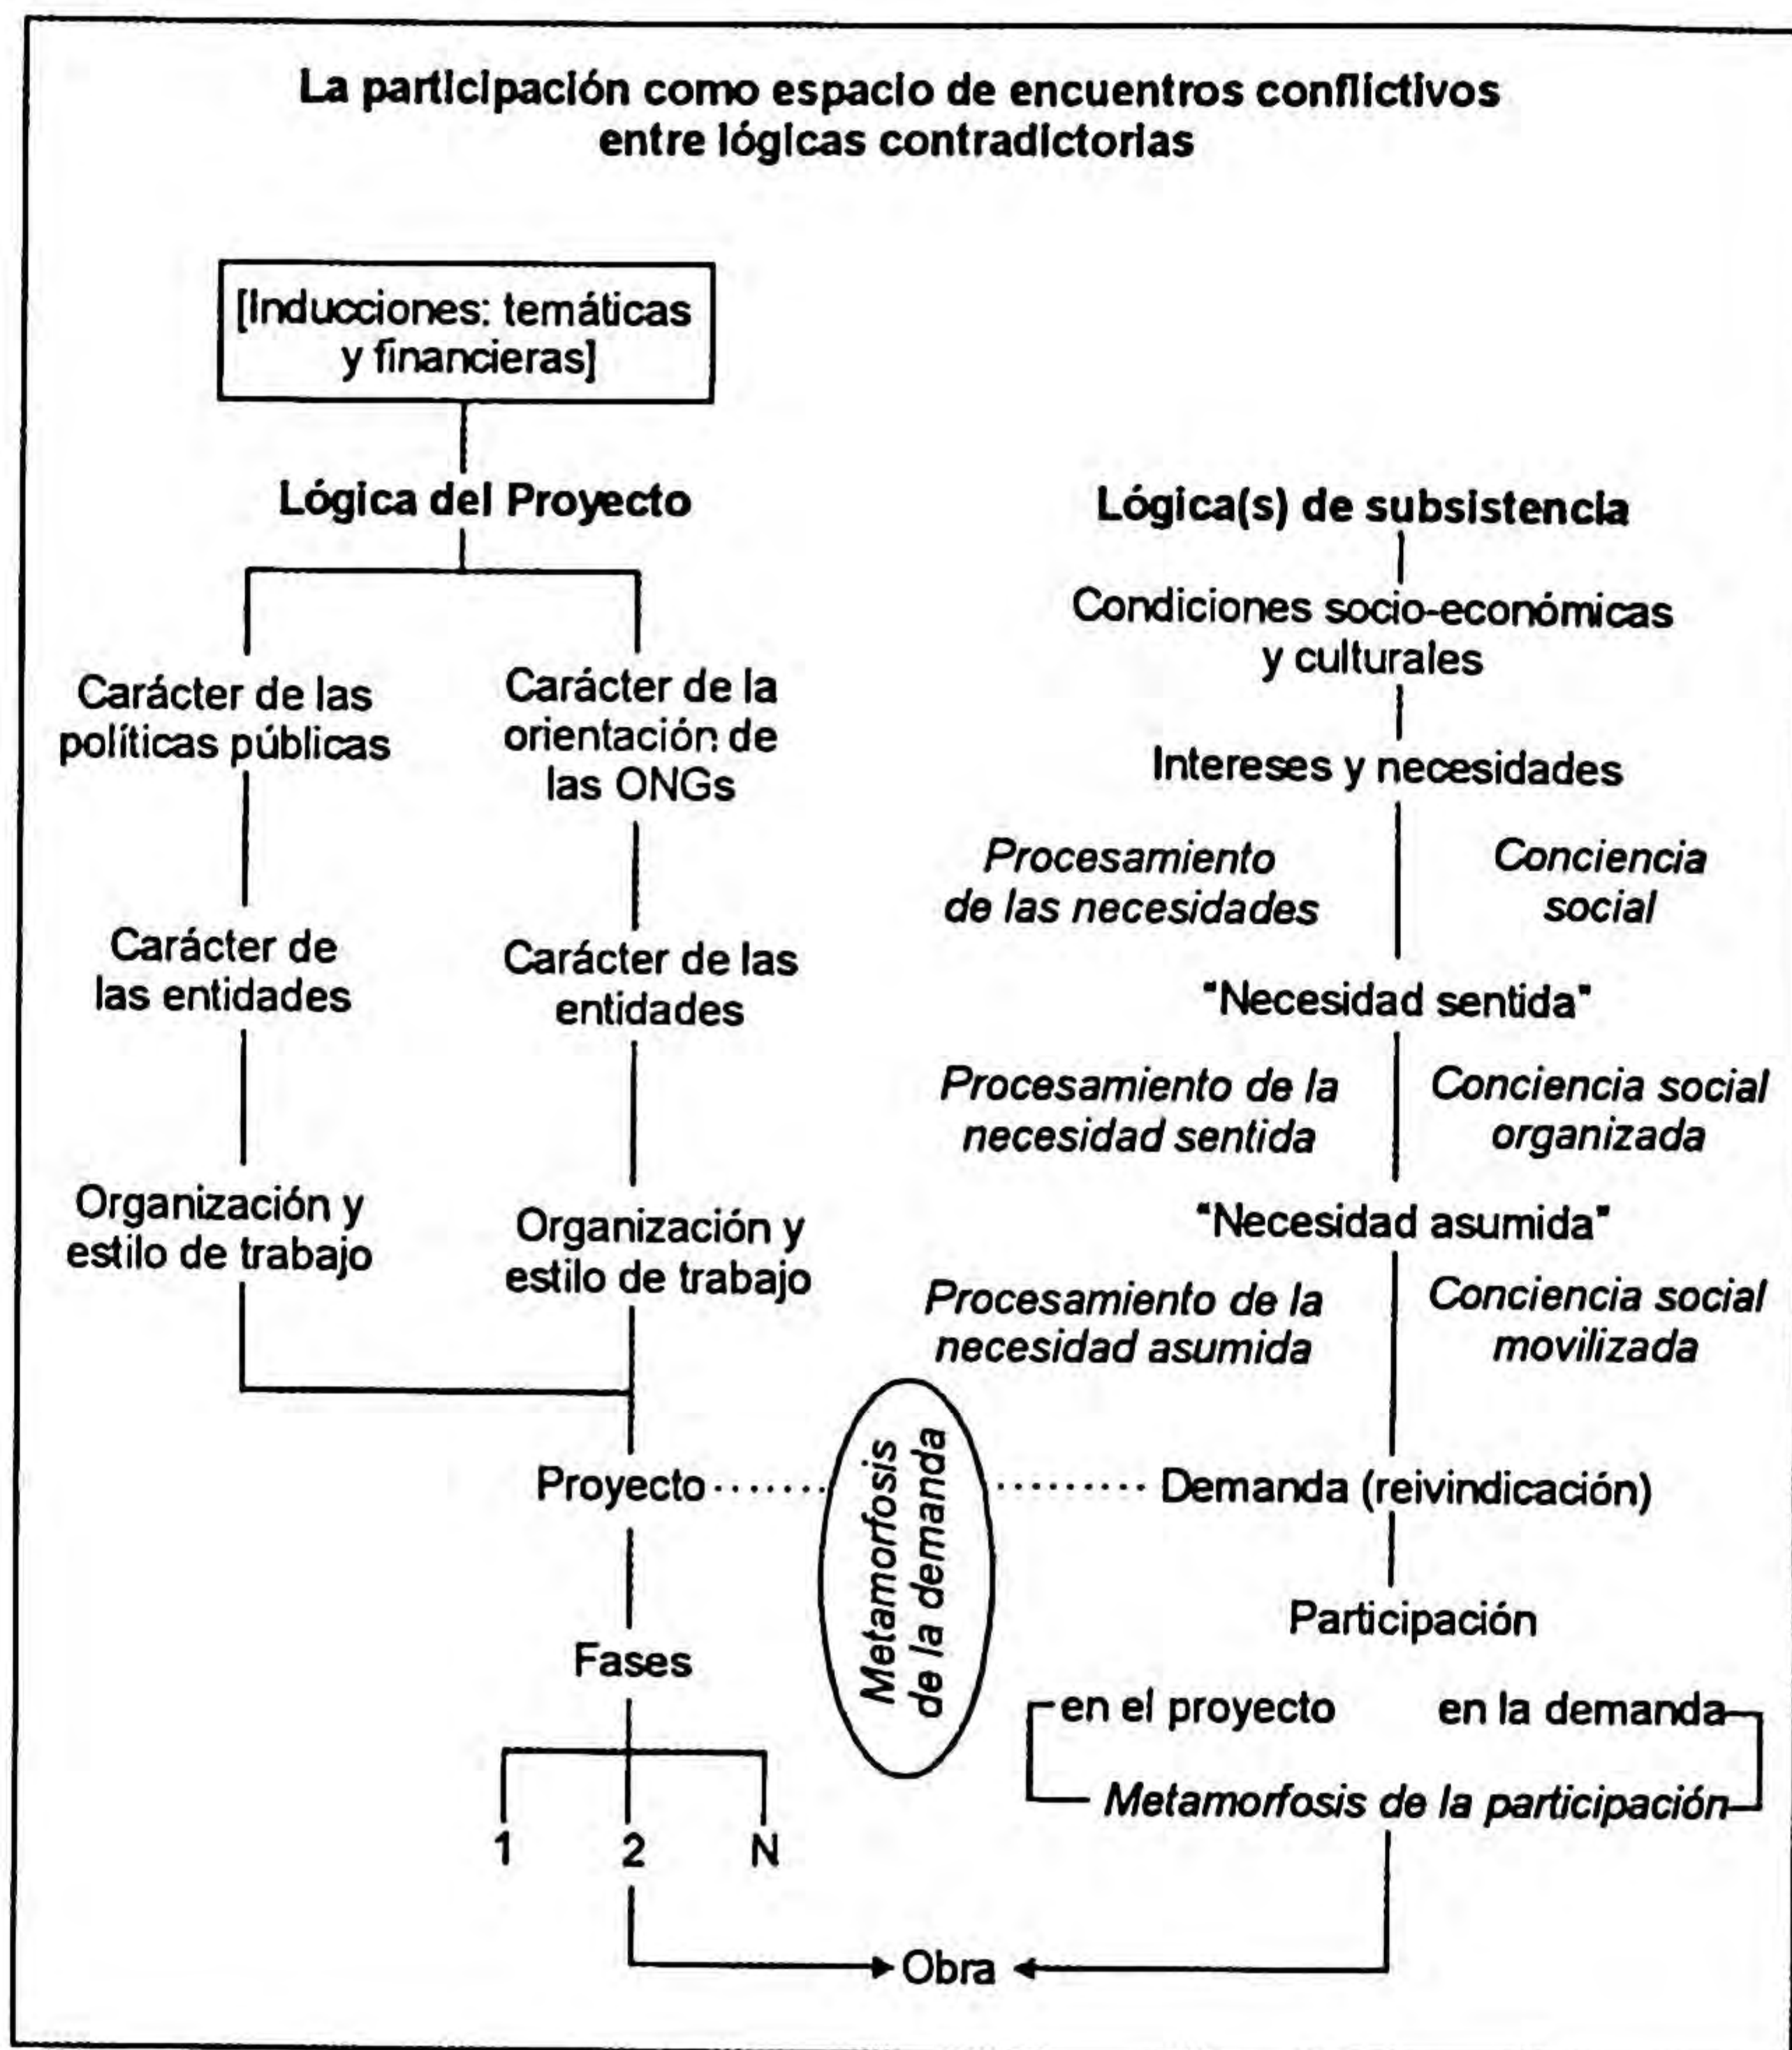 La participación como espacio de encuentros conflictivos
entre lógicas contradictorias
[Inducciones: temáticas
y financieras]
Lógica del Proyecto
Carácter de las
políticas públicas
Carácter de la
orientación de
las ONGs
Carácter de
las entidades
Carácter de las
entidades
Organización y
estilo de trabajo
Organización y
estilo de trabajo
Proyecto
Fases
1 2 N
Lógica(s) de subsistencia
Condiciones socio-económicas
y culturales
Intereses y necesidades
Procesamiento
de las necesidades
Conciencia
social
"Necesidad sentida"
Procesamiento de la
necesidad sentida
Conciencia social
organizada
"Necesidad asumida"
Procesamiento de la
necesidad asumida
Conciencia social
movilizada
Metamorfosis
de la demanda
Demanda (reivindicación)
Participación
en el proyecto en la demanda
Metamorfosis de la participación
Obra